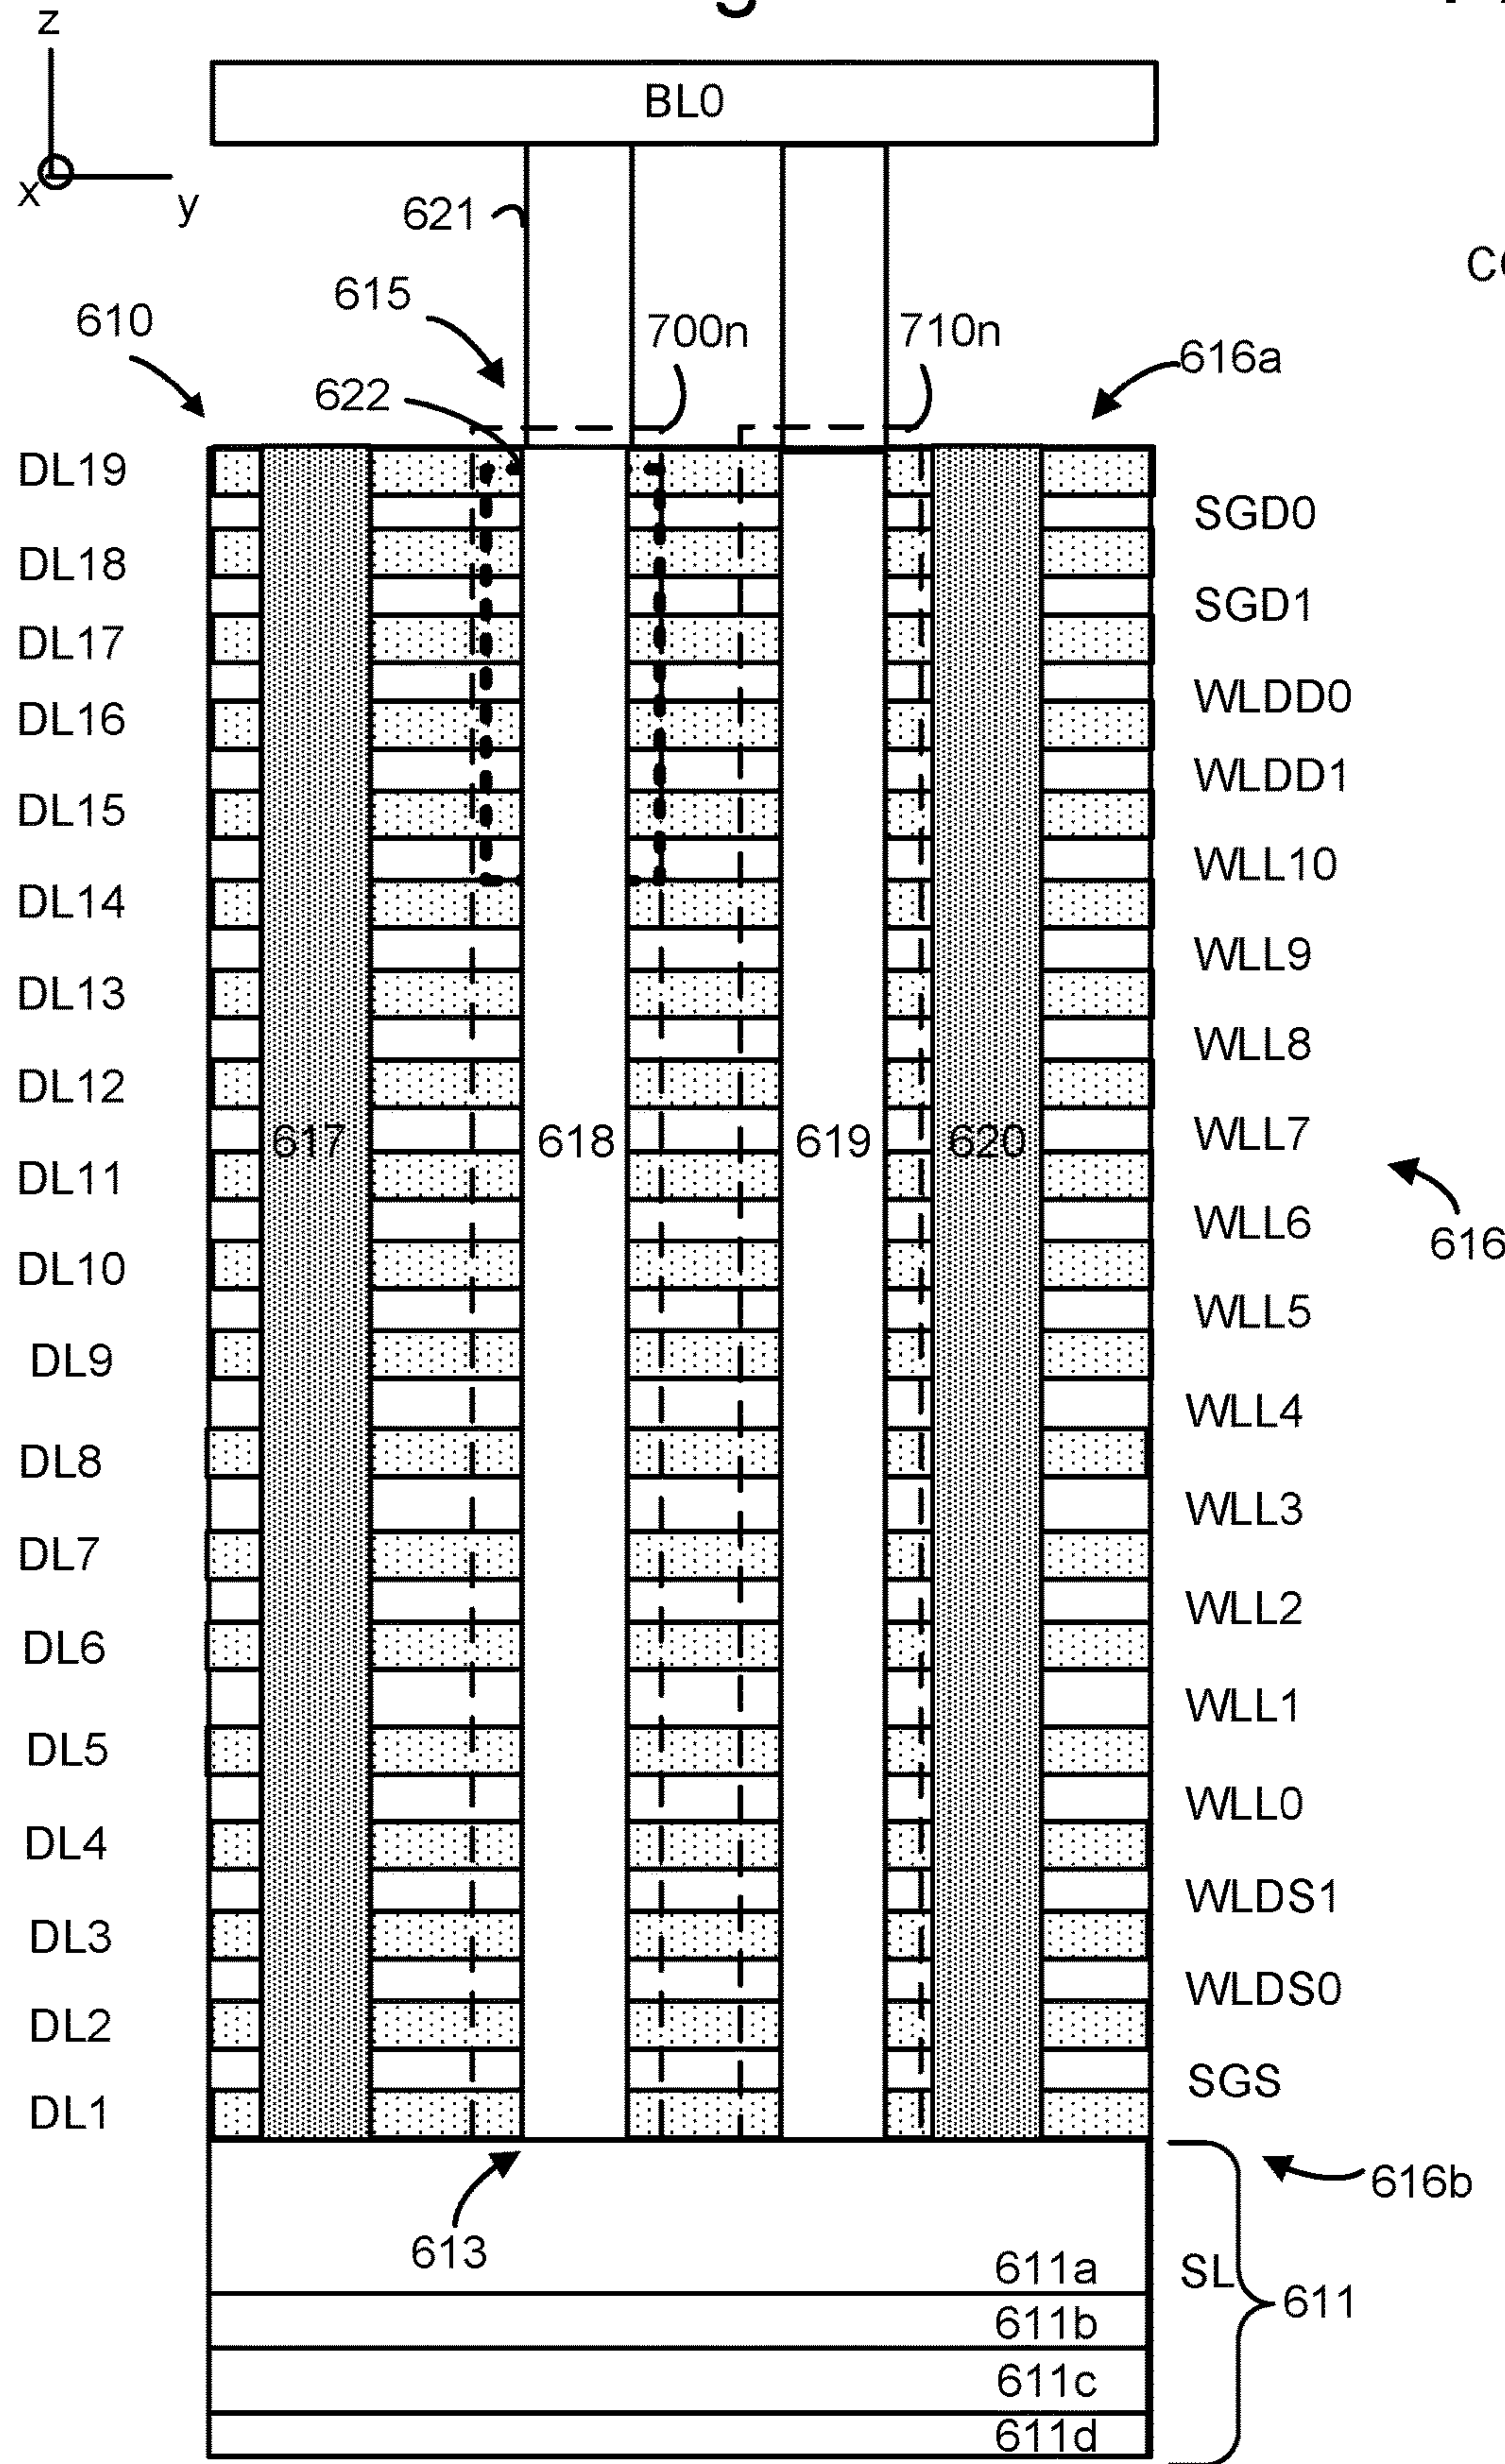 z
BL0
x
y
621
615
700n
710n
610
616a
622
DL19
SGD0
DL18
SGD1
DL17
WLDD0
DL16
WLDD1
DL15
WLL10
DL14
WLL9
DL13
WLL8
DL12
617 618 619 620
WLL7
DL11
WLL6
616
DL10
WLL5
DL9
WLL4
DL8
WLL3
DL7
WLL2
DL6
WLL1
DL5
WLL0
DL4
WLDS1
DL3
WLDS0
DL2
SGS
DL1
616b
613
611a
SL
611
611b
611c
611d